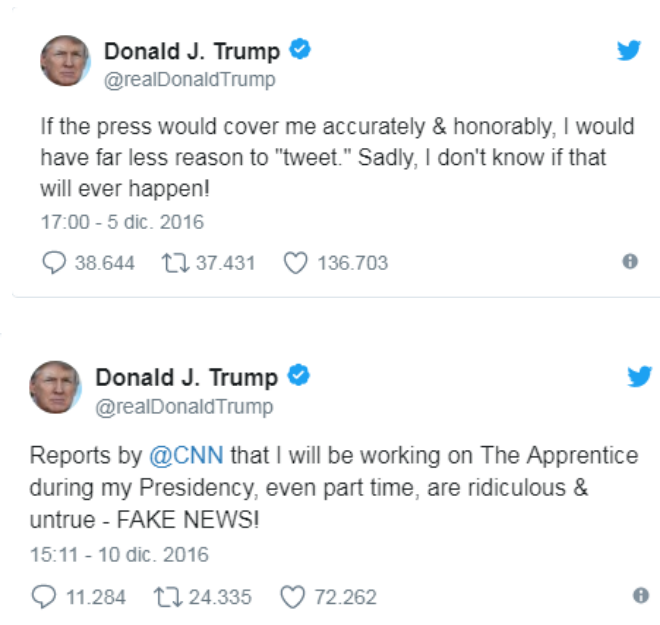 Donald J. Trump
@realDonaldTrump
If the press would cover me accurately & honorably, I would
have far less reason to "tweet." Sadly, I don't know if that
will ever happen!
17:00 - 5 dic. 2016
38.644 37.431 136.703
Donald J. Trump
@realDonaldTrump
Reports by @CNN that I will be working on The Apprentice
during my Presidency, even part time, are ridiculous &
untrue - FAKE NEWS!
15:11 - 10 dic. 2016
11.284 24.335 72.262